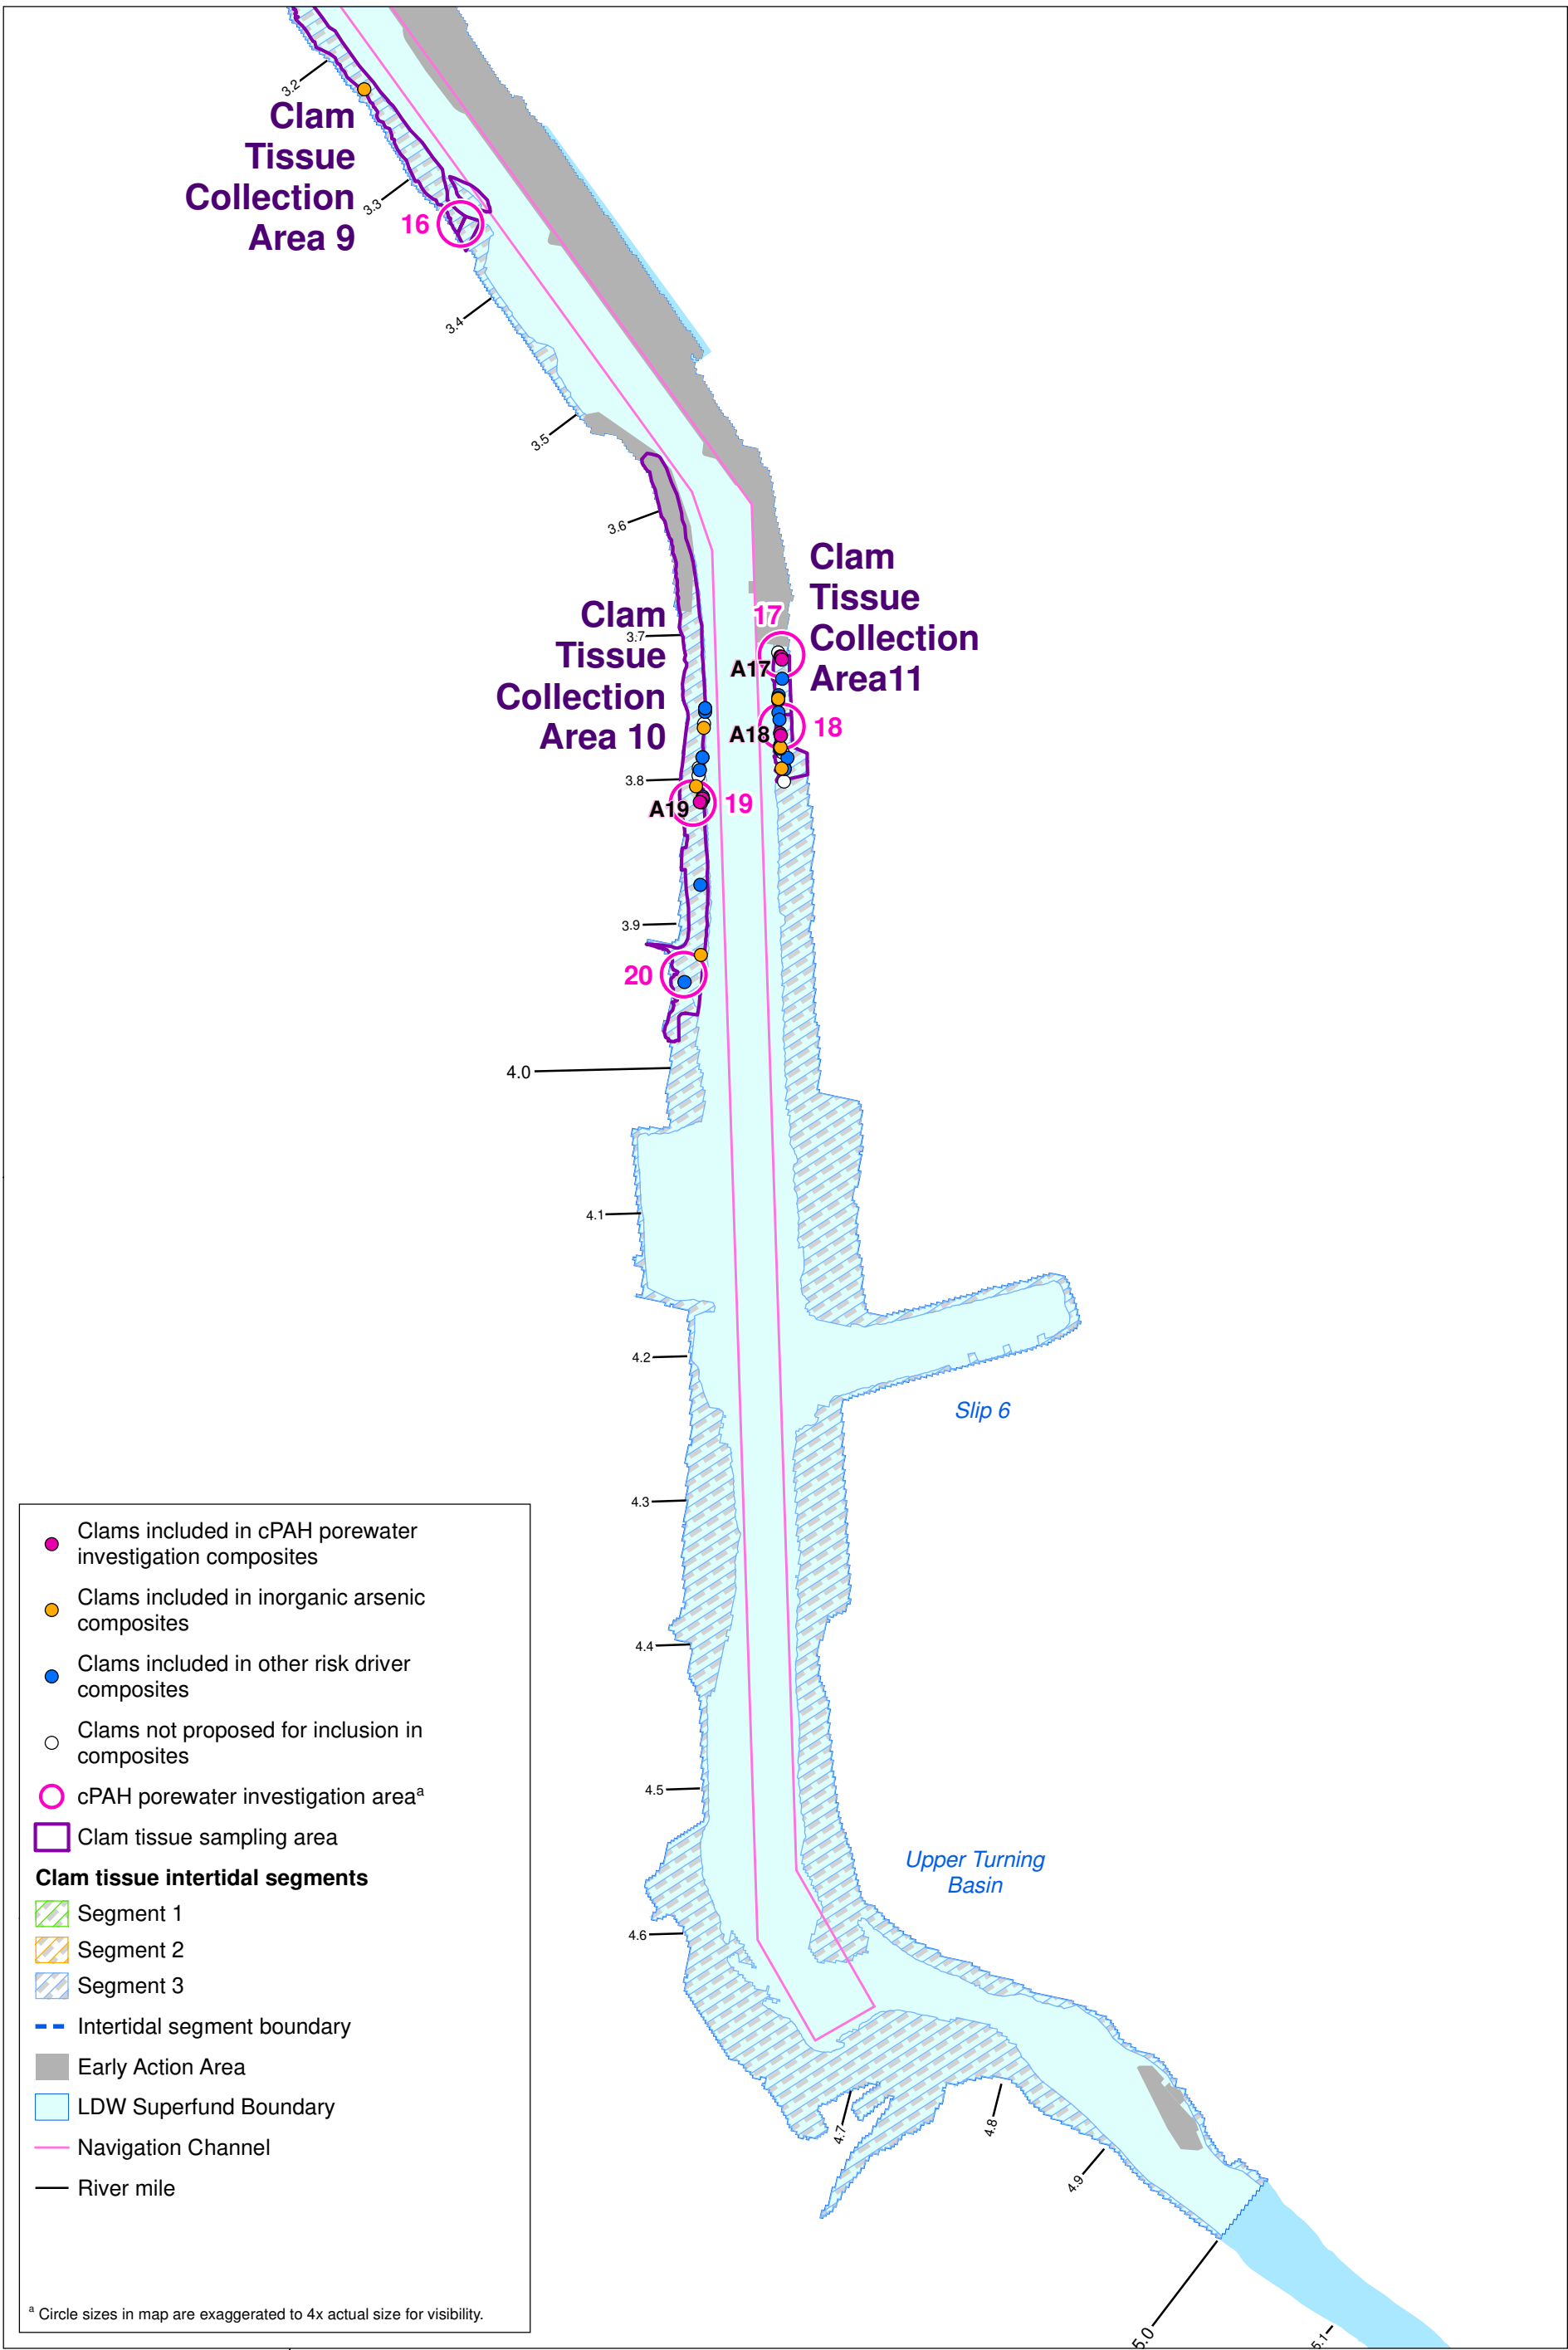 3.2
Clam
Tissue
Collection
Area 9
3.3
16
3.4
3.5
3.6
Clam
Tissue
Collection
Area 10
3.7
17
Clam
Tissue
Collection
Area11
A17
A18
18
3.8
A19
19
3.9
20
4.0
4.1
4.2
Slip 6
4.3
4.4
4.5
Upper Turning
Basin
4.6
4.7
4.8
4.9
5.0
5.1
Clams included in cPAH porewater
investigation composites
Clams included in inorganic arsenic
composites
Clams included in other risk driver
composites
Clams not proposed for inclusion in
composites
cPAH porewater investigation areaᵃ
Clam tissue sampling area
Clam tissue intertidal segments
Segment 1
Segment 2
Segment 3
Intertidal segment boundary
Early Action Area
LDW Superfund Boundary
Navigation Channel
River mile
ᵃ Circle sizes in map are exaggerated to 4x actual size for visibility.